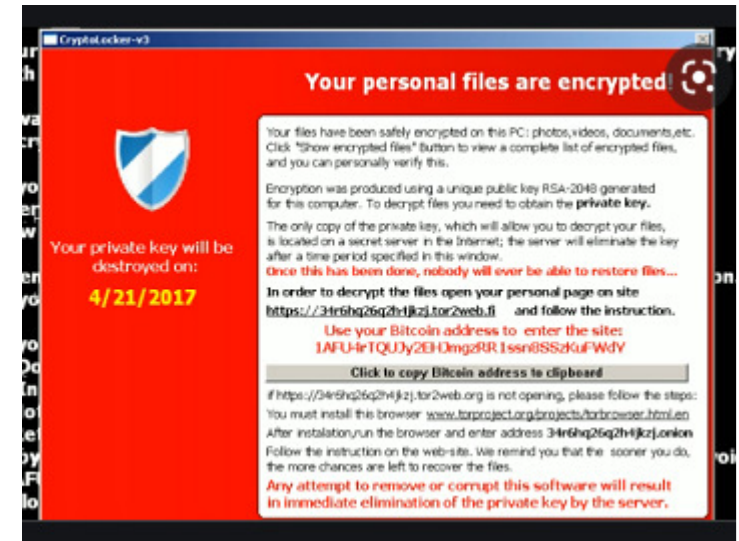 CryptoLocker-v3
Your personal files are encrypted!
Your files have been safely encrypted on this PC: photos,videos, documents,etc.
Click "Show encrypted files" Button to view a complete list of encrypted files,
and you can personally verify this.
Encryption was produced using a unique public key RSA-2048 generated
for this computer. To decrypt files you need to obtain the private key.
The only copy of the private key, which will allow you to decrypt your files,
is located on a secret server in the Internet; the server will eliminate the key
after a time period specified in this window.
Once this has been done, nobody will ever be able to restore files...
In order to decrypt the files open your personal page on site
https://34r6hq26q2h4jkzj.tor2web.fi and follow the instruction.
Use your Bitcoin address to enter the site:
Click to copy Bitcoin address to clipboard
if https://34r6hq26q2h4jkzj.tor2web.org is not opening, please follow the steps:
You must install this browser www.torproject.org/projects/torbrowser.html.en
After instalation,run the browser and enter address 34r6hq26q2h4jkzj.onion
Follow the instruction on the web-site. We remind you that the sooner you do,
the more chances are left to recover the files.
Any attempt to remove or corrupt this software will result
in immediate elimination of the private key by the server.
Your private key will be
destroyed on:
4/21/2017